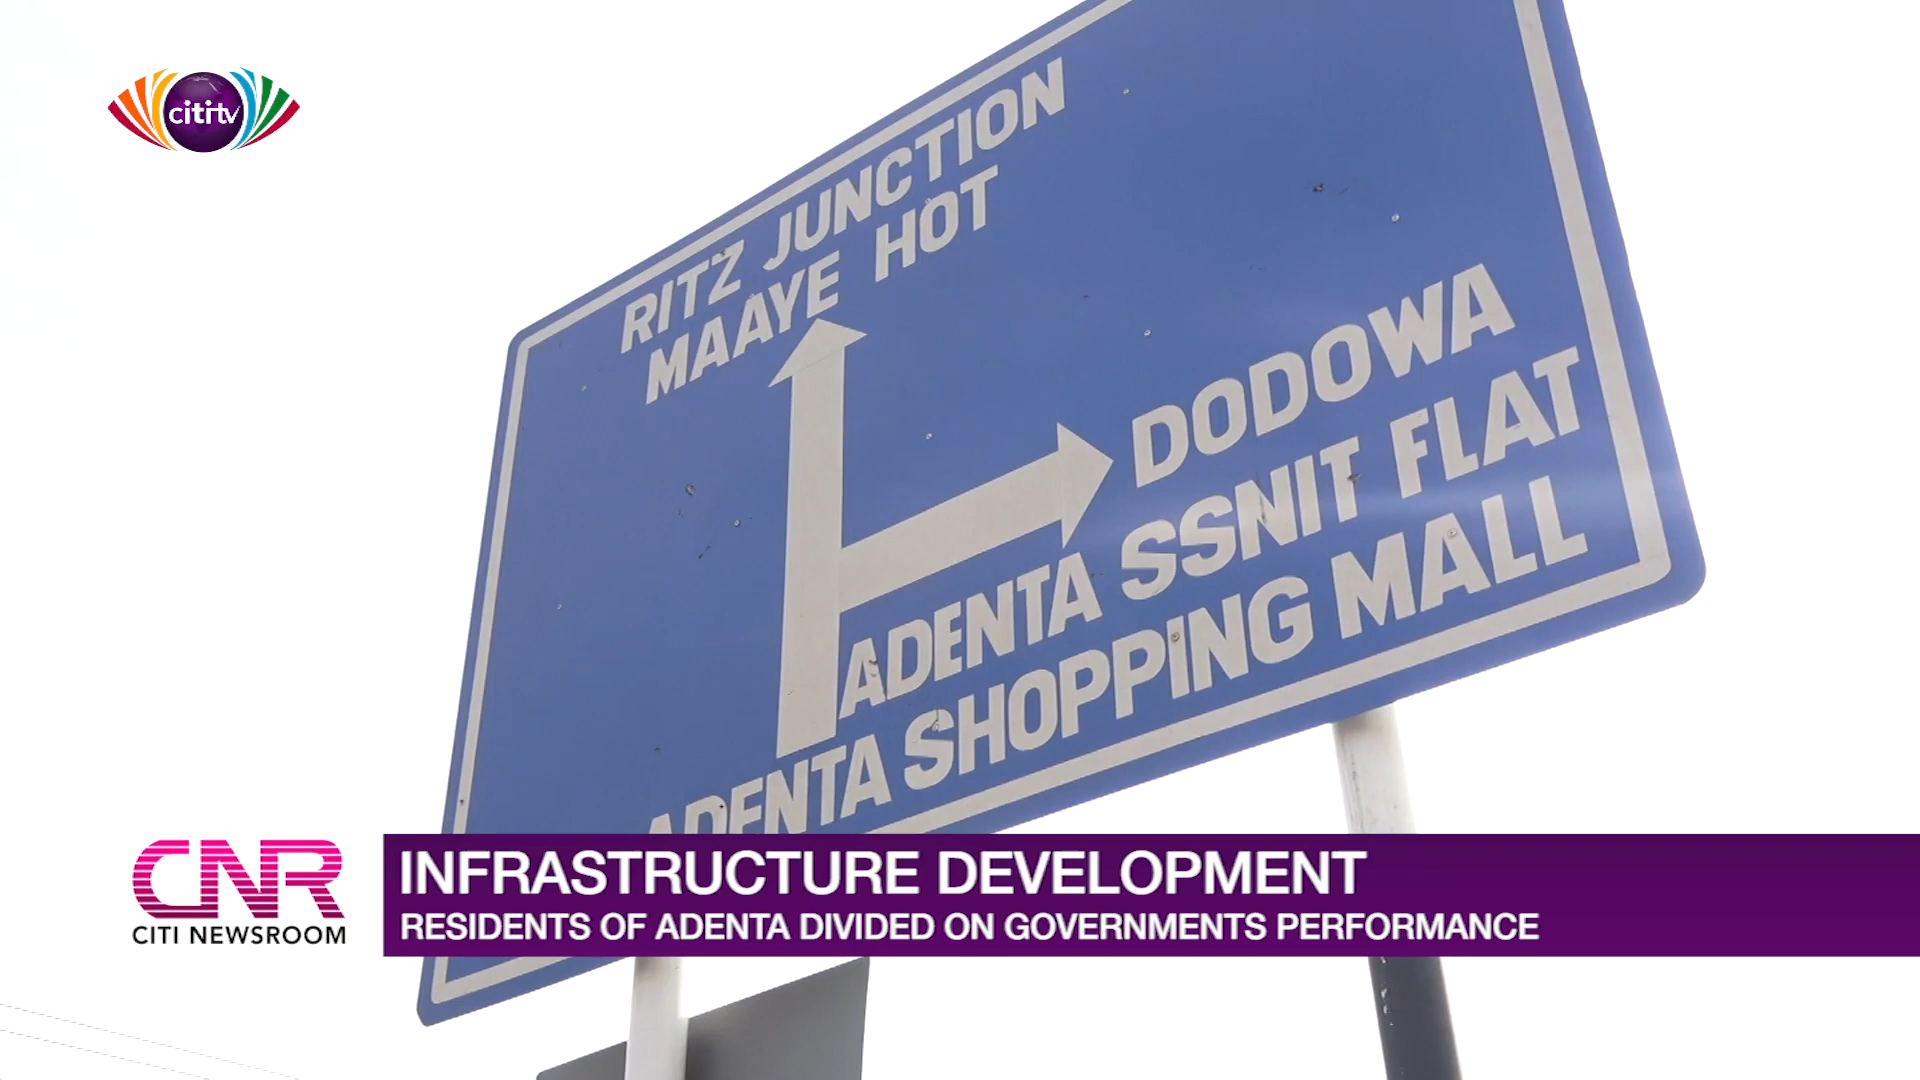 citi tv
RITZ JUNCTION
MAAYE HOT
DODOWA
ADENTA SSNIT FLAT
ADENTA SHOPPING MALL
CNR
CITI NEWSROOM
INFRASTRUCTURE DEVELOPMENT
RESIDENTS OF ADENTA DIVIDED ON GOVERNMENTS PERFORMANCE